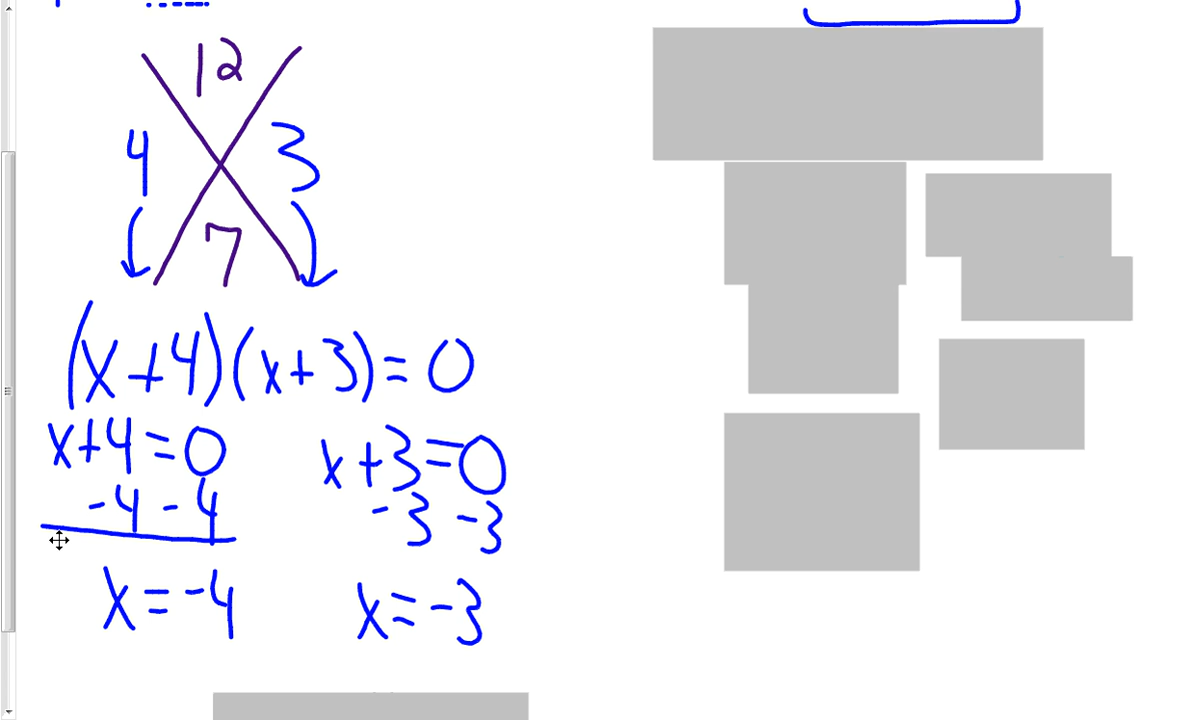 12
4 3
7
(x+4)(x+3)=0
x+4=0 x+3=0
-4 -4 -3 -3
x=-4 x=-3